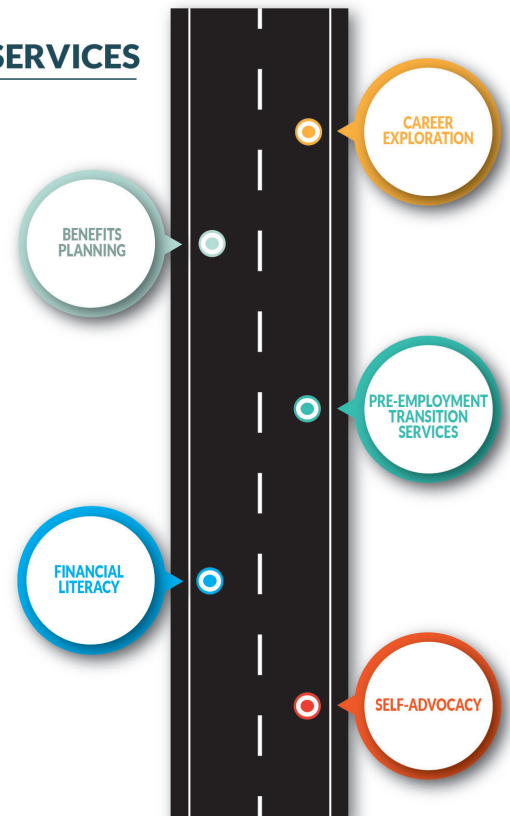 SERVICES
CAREER
EXPLORATION
BENEFITS
PLANNING
PRE-EMPLOYMENT
TRANSITION
SERVICES
FINANCIAL
LITERACY
SELF-ADVOCACY